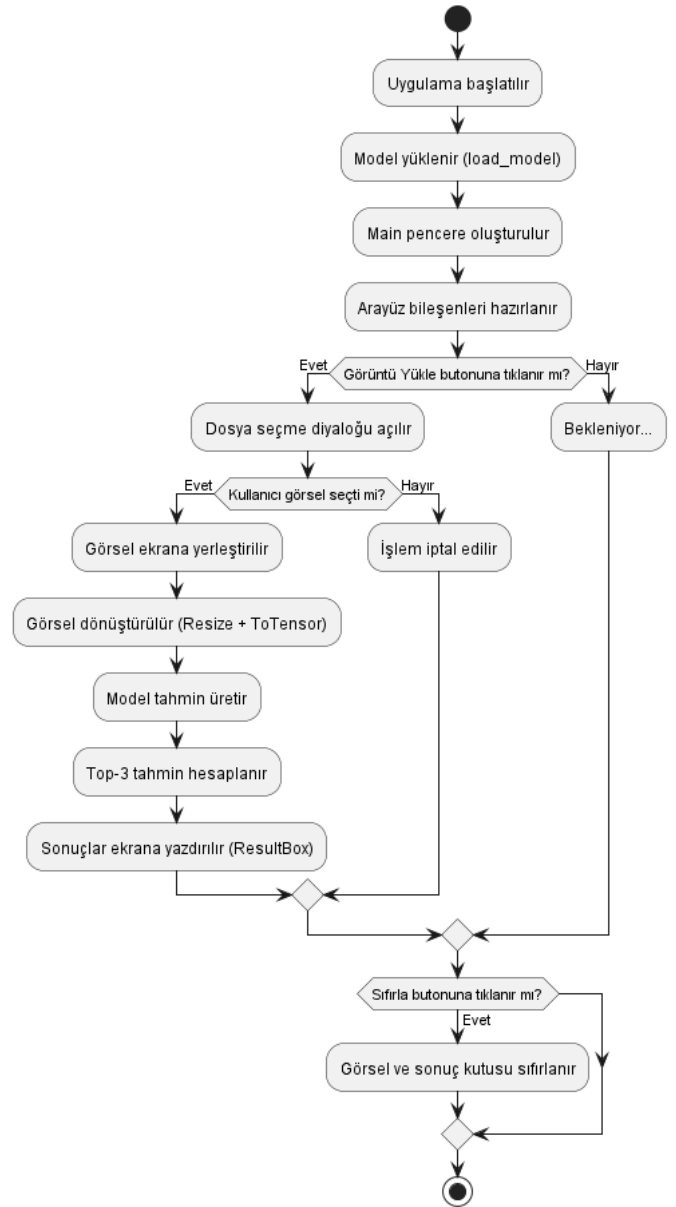 Uygulama başlatılır
Model yüklenir (load_model)
Main pencere oluşturulur
Arayüz bileşenleri hazırlanır
Görüntü Yükle butonuna tıklanır mı?
Evet
Hayır
Dosya seçme diyaloğu açılır
Bekleniyor...
Kullanıcı görsel seçti mi?
Evet
Hayır
Görsel ekrana yerleştirilir
İşlem iptal edilir
Görsel dönüştürülür (Resize + ToTensor)
Model tahmin üretir
Top-3 tahmin hesaplanır
Sonuçlar ekrana yazdırılır (ResultBox)
Sıfırla butonuna tıklanır mı?
Evet
Görsel ve sonuç kutusu sıfırlanır